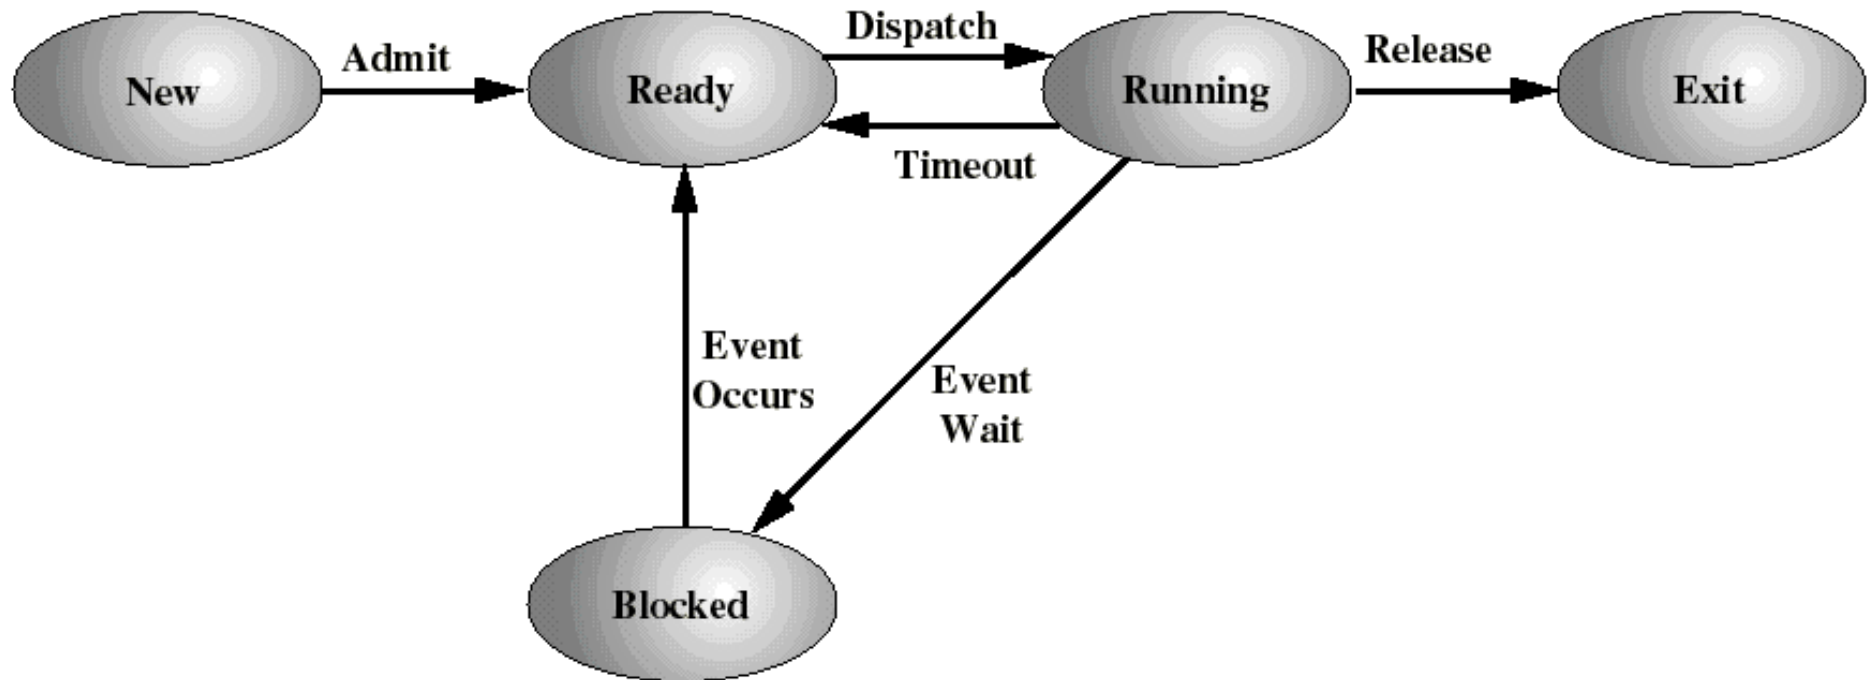 New
Admit
Ready
Dispatch
Timeout
Running
Release
Exit
Event
Occurs
Event
Wait
Blocked